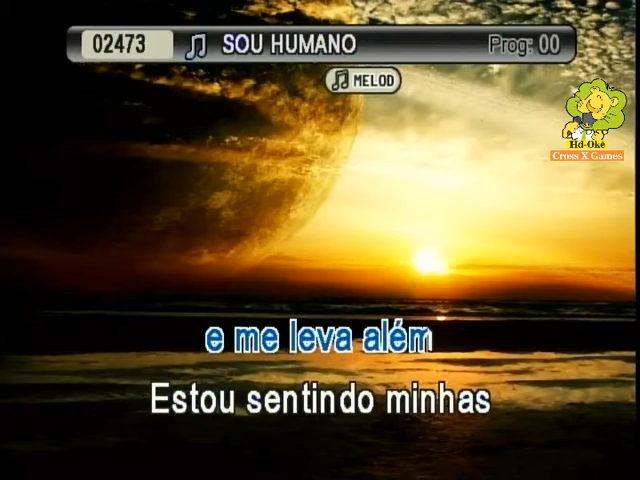 02473 SOU HUMANO Prog: 00
MELOD
Hd-Okê
Cross X Games
e me leva além
Estou sentindo minhas